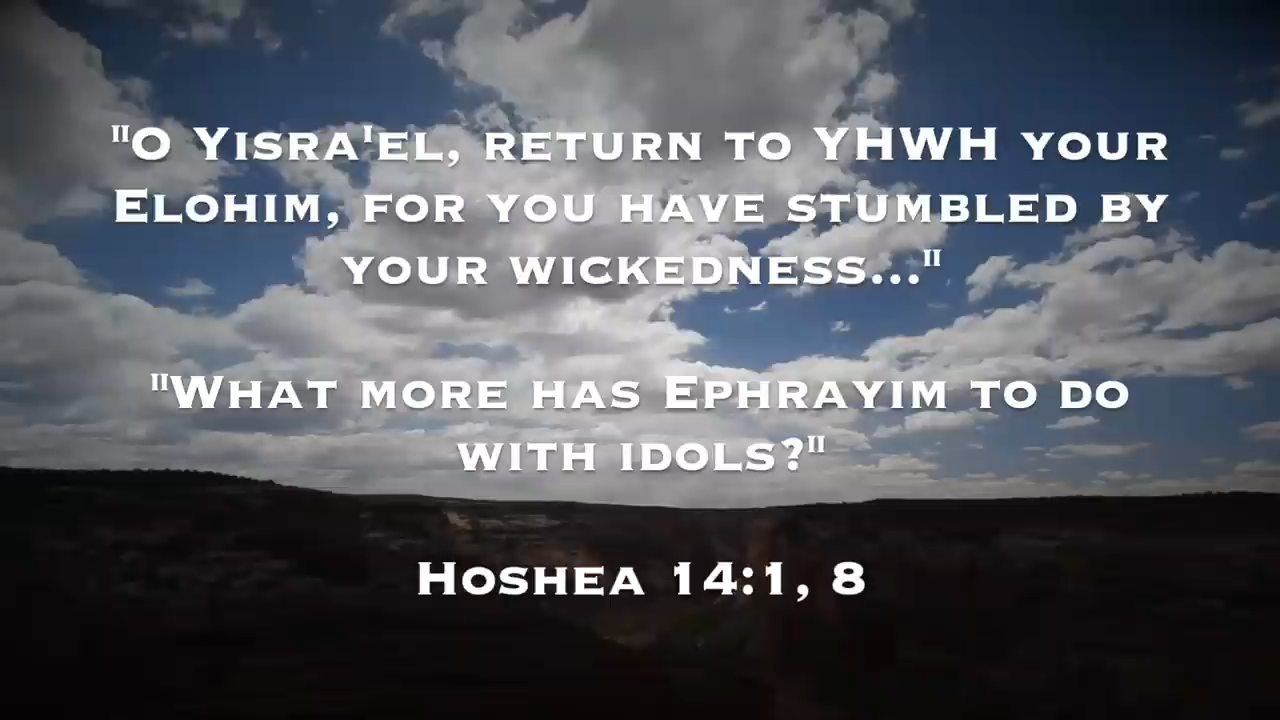 "O Yisra'el, return to YHWH your
Elohim, for you have stumbled by
your wickedness..."
"What more has Ephrayim to do
with idols?"
Hoshea 14:1, 8